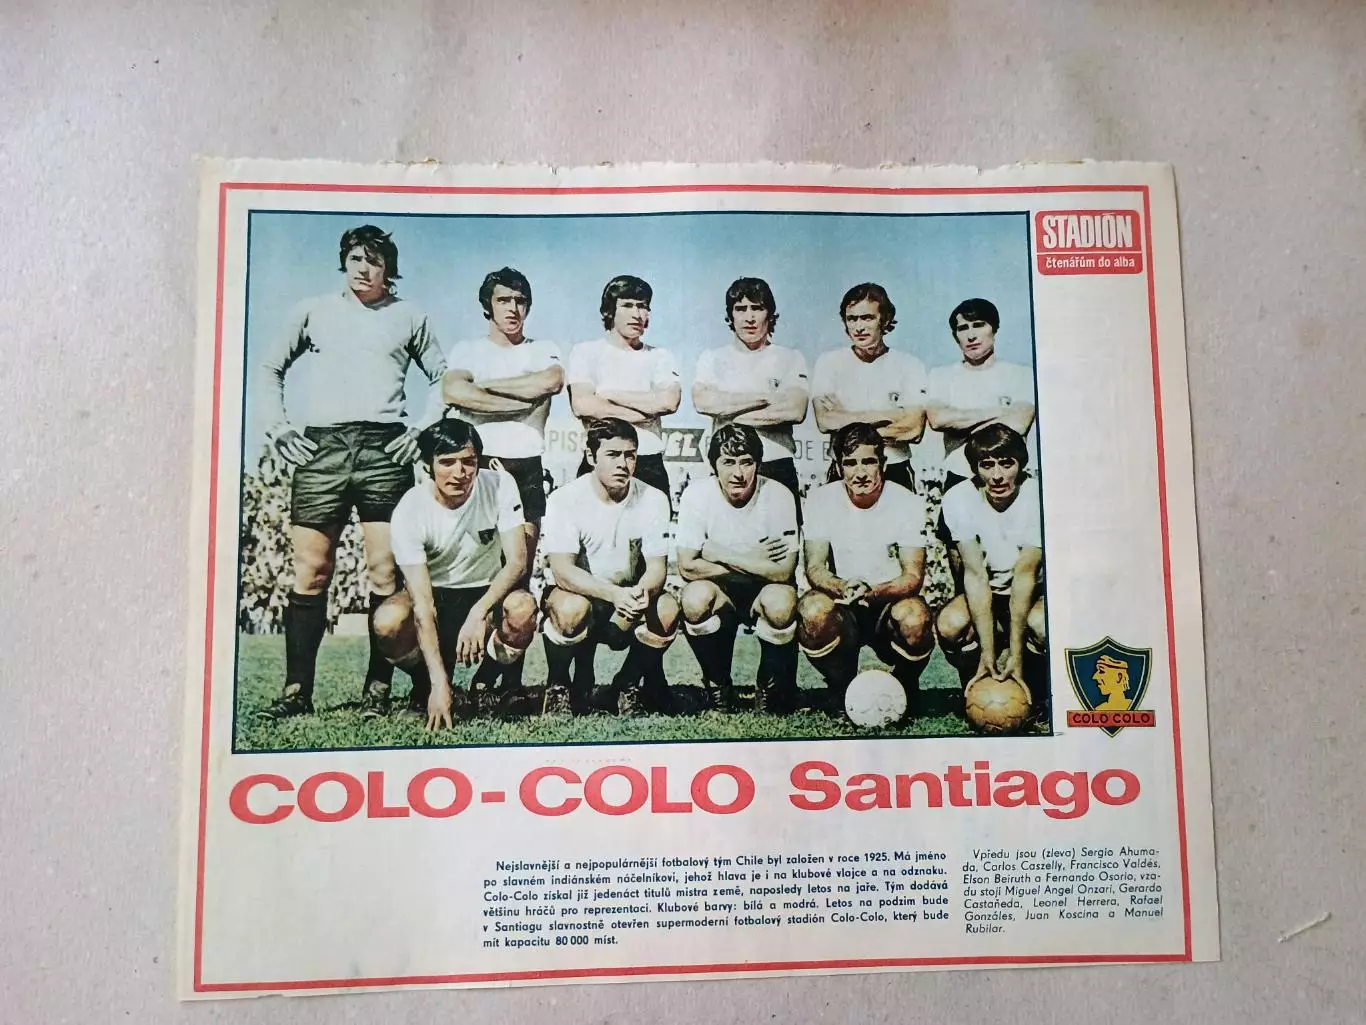 STADIÓN
čtenářům do alba
PIS
DE
COLO COLO
COLO-COLO Santiago
Nejslavnější a nejpopulárnější fotbalový tým Chile byl založen v roce 1925. Má jméno
po slavném indiánském náčelníkovi, jehož hlava je i na klubové vlajce a na odznaku.
Colo-Colo získal již jedenáct titulů mistra země, naposledy letos na jaře. Tým dodává
většinu hráčů pro reprezentaci. Klubové barvy: bílá a modrá. Letos na podzim bude
v Santiagu slavnostně otevřen supermoderní fotbalový stadión Colo-Colo, který bude
mít kapacitu 80 000 míst.
Vpředu jsou (zleva) Sergio Ahuma-
da, Carlos Caszelly, Francisco Valdés,
Elson Beiruth a Fernando Osorio, vza-
du stojí Miguel Angel Onzari, Gerardo
Castañeda, Leonel Herrera, Rafael
Gonzáles, Juan Koscina a Manuel
Rubilar.